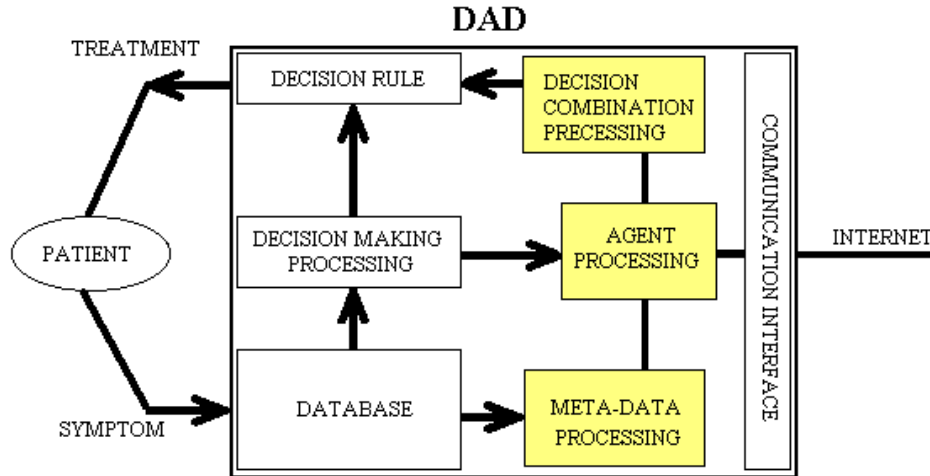 DAD
TREATMENT
DECISION RULE
DECISION
COMBINATION
PRECESSING
COMMUNICATION INTERFACE
PATIENT
DECISION MAKING
PROCESSING
AGENT
PROCESSING
INTERNET
DATABASE
META-DATA
PROCESSING
SYMPTOM